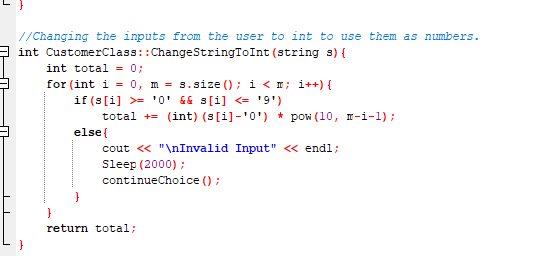 }
//Changing the inputs from the user to int to use them as numbers.
int CustomerClass::ChangeStringToInt(string s){
int total = 0;
for(int i = 0, m = s.size(); i < m; i++){
if(s[i] >= '0' && s[i] <= '9')
total += (int)(s[i]-'0') * pow(10, m-i-1);
else{
cout << "\nInvalid Input" << endl;
Sleep(2000);
continueChoice();
}
}
return total;
}